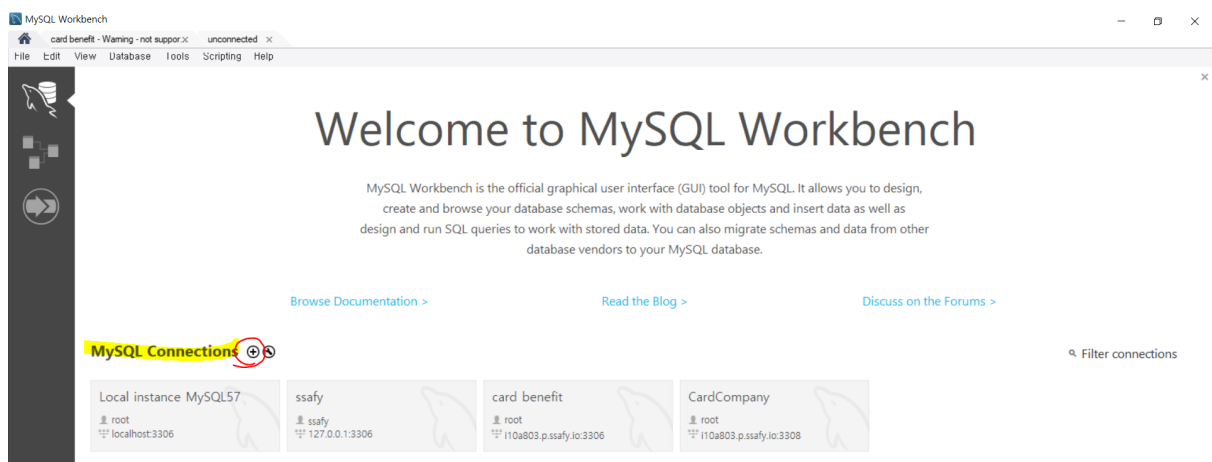 MySQL Workbench
card benefit - Warning - not suppor× unconnected ×
File Edit View Database Tools Scripting Help
Welcome to MySQL Workbench
MySQL Workbench is the official graphical user interface (GUI) tool for MySQL. It allows you to design,
create and browse your database schemas, work with database objects and insert data as well as
design and run SQL queries to work with stored data. You can also migrate schemas and data from other
database vendors to your MySQL database.
Browse Documentation > Read the Blog > Discuss on the Forums >
MySQL Connections Filter connections
Local instance MySQL57 ssafy card benefit CardCompany
root ssafy root root
localhost:3306 127.0.0.1:3306 i10a803.p.ssafy.io:3306 i10a803.p.ssafy.io:3308